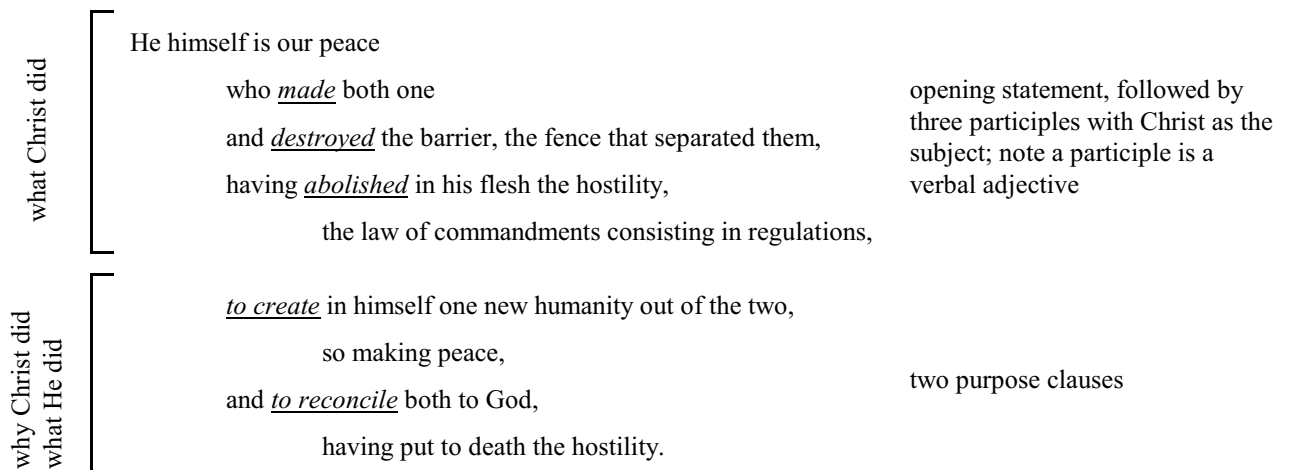 what Christ did
He himself is our peace
who made both one
and destroyed the barrier, the fence that separated them,
having abolished in his flesh the hostility,
the law of commandments consisting in regulations,
opening statement, followed by
three participles with Christ as the
subject; note a participle is a
verbal adjective
why Christ did
what He did
to create in himself one new humanity out of the two,
so making peace,
and to reconcile both to God,
having put to death the hostility.
two purpose clauses